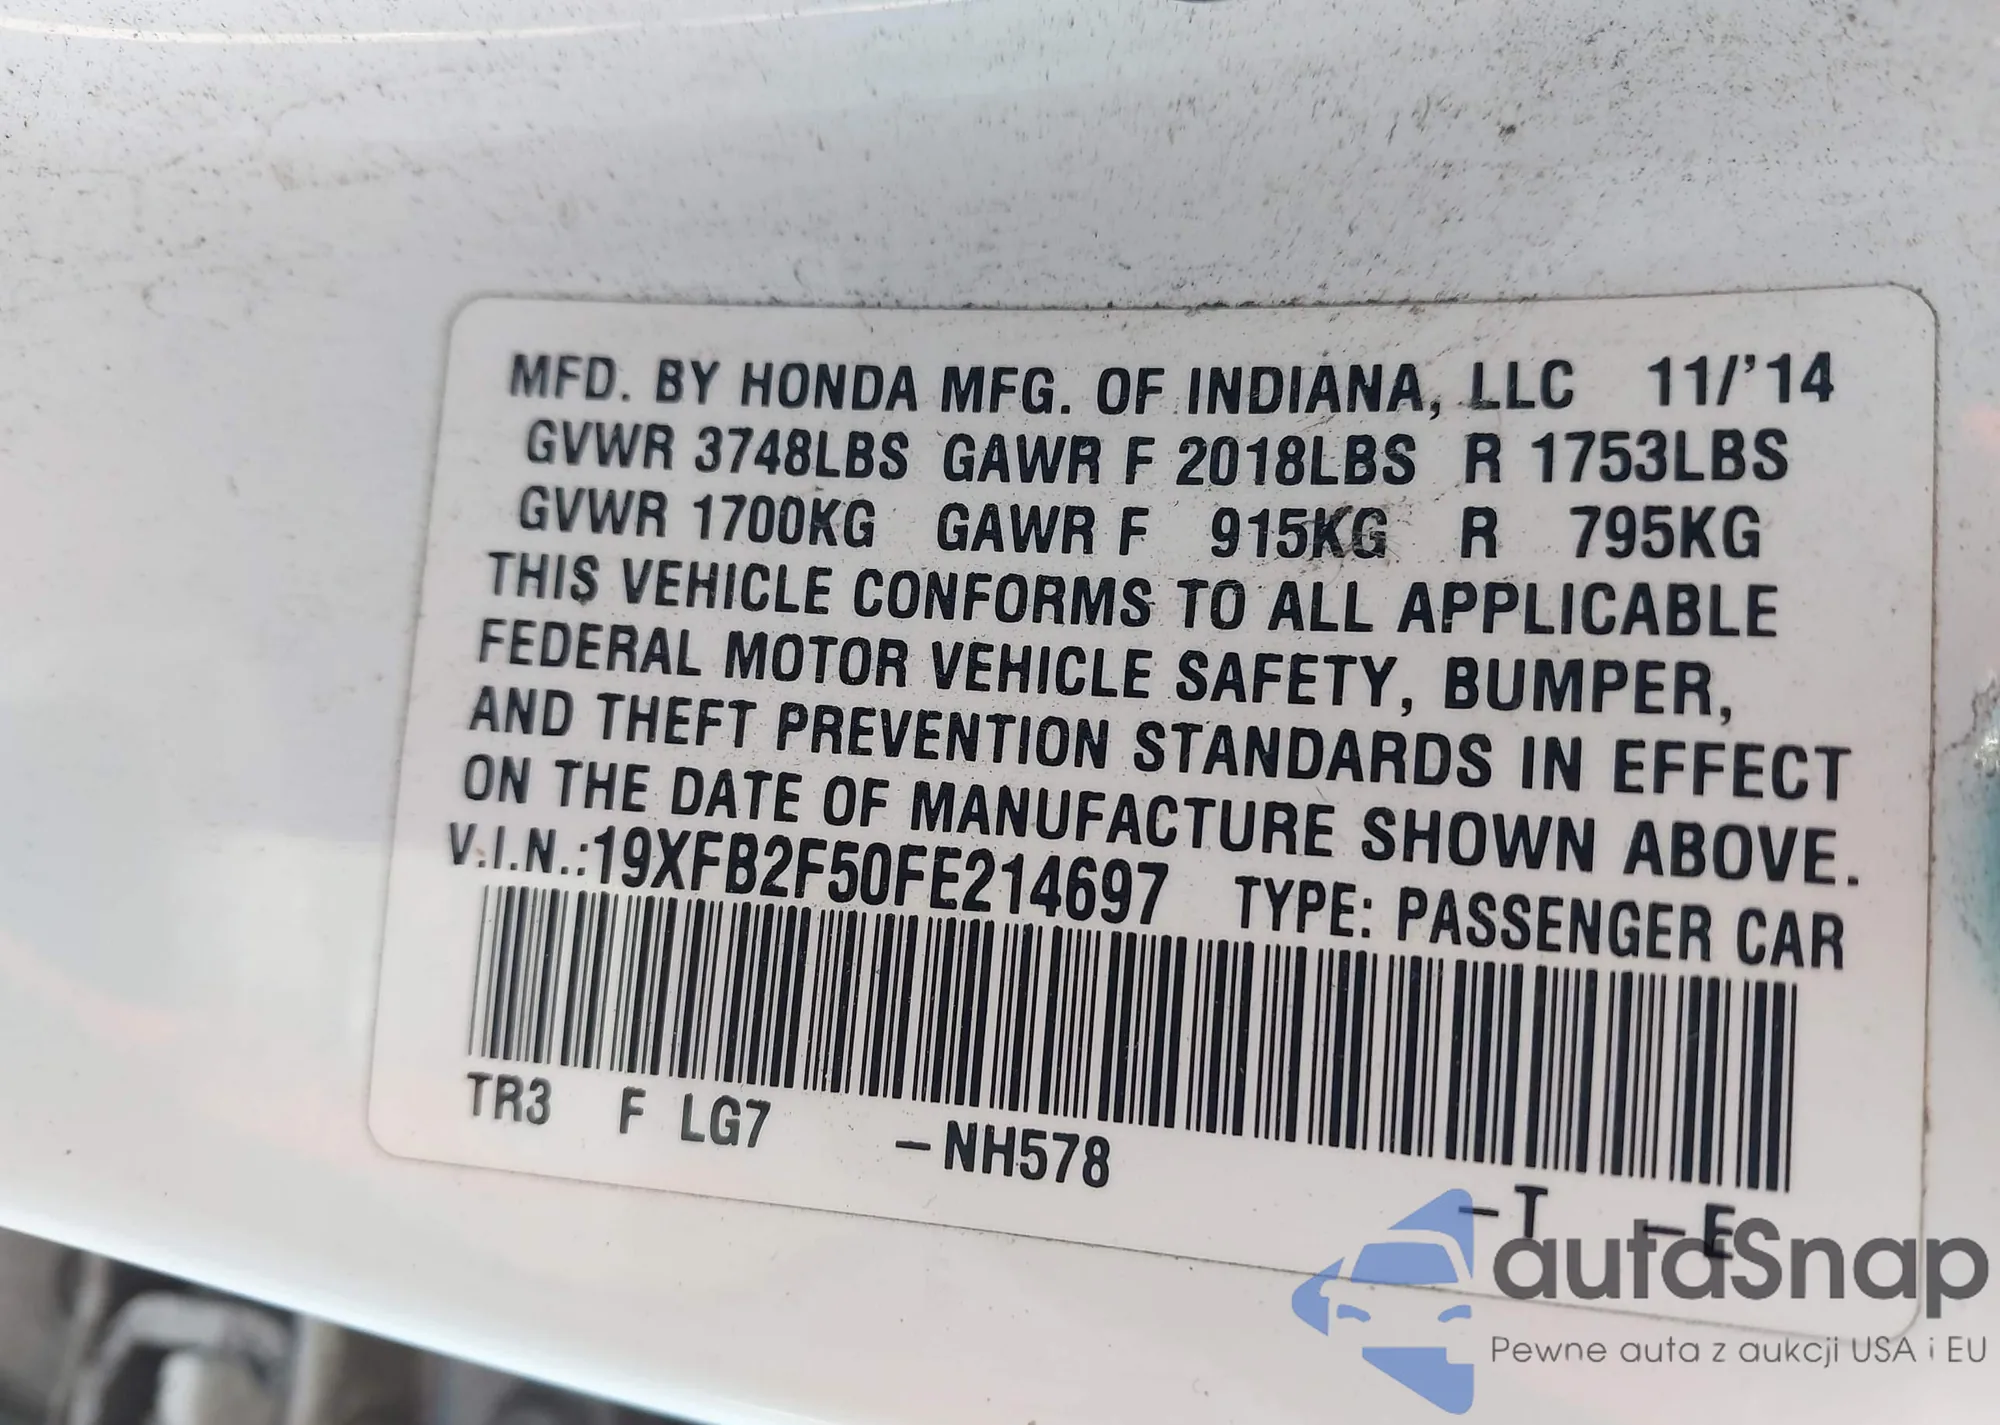 MFD. BY HONDA MFG. OF INDIANA, LLC 11/'14
GVWR 3748LBS GAWR F 2018LBS R 1753LBS
GVWR 1700KG GAWR F 915KG R 795KG
THIS VEHICLE CONFORMS TO ALL APPLICABLE
FEDERAL MOTOR VEHICLE SAFETY, BUMPER,
AND THEFT PREVENTION STANDARDS IN EFFECT
ON THE DATE OF MANUFACTURE SHOWN ABOVE.
V.I.N.:19XFB2F50FE214697 TYPE: PASSENGER CAR
TR3 F LG7 –NH578 –T –E
autoSnap
Pewne auta z aukcji USA i EU